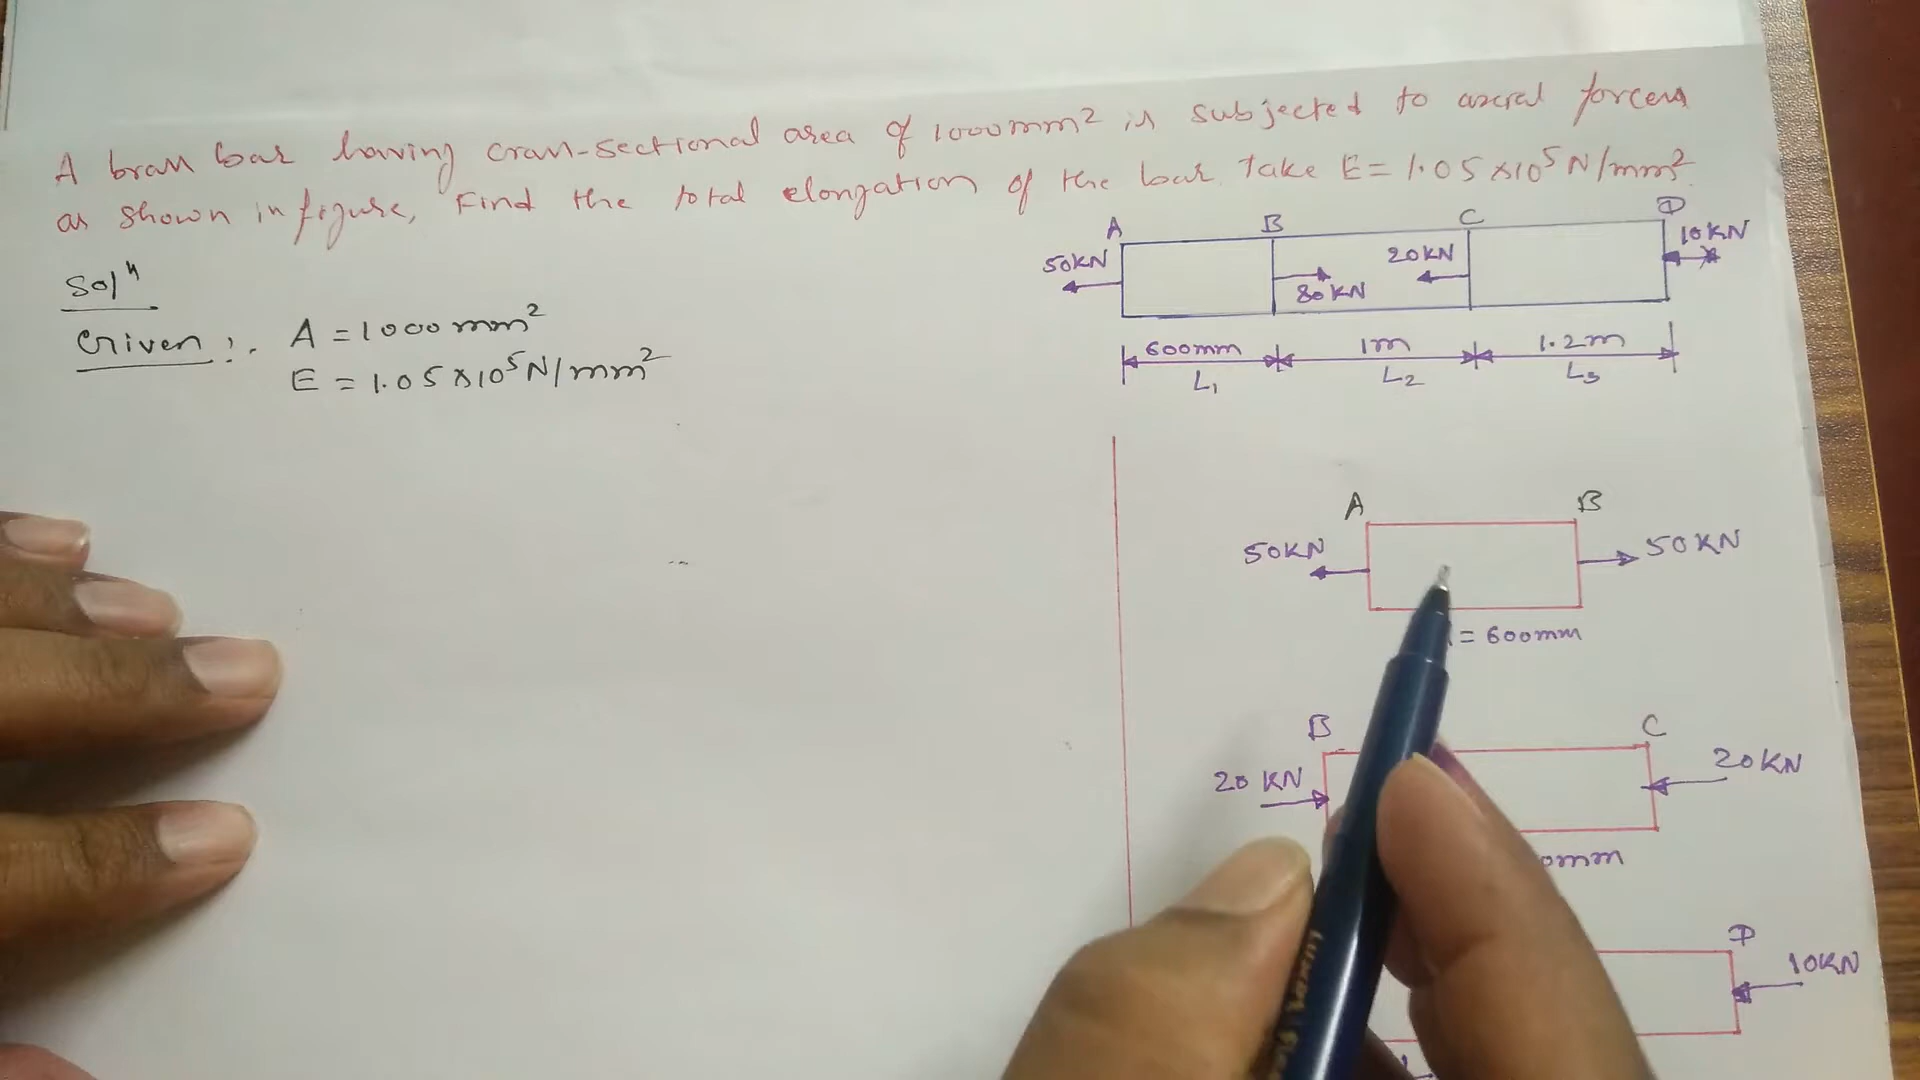 A brass bar having cross-sectional area of 1000mm² is subjected to axial forces
as shown in figure, Find the total elongation of the bar. Take E = 1.05 ×10⁵ N/mm².
Solⁿ
Given :- A = 1000 mm²
E = 1.05 ×10⁵ N/mm²
A B C D
50KN 80 KN 20KN 10KN
600mm 1m 1.2m
L₁ L₂ L₃
A B
50KN 50KN
= 600mm
B C
20 KN 20KN
D
10KN